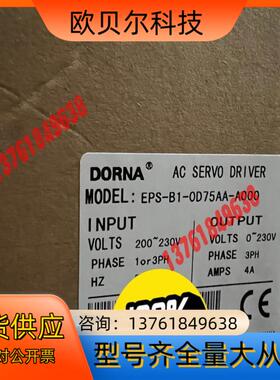 欧贝尔科技
13761849638
DORNA® AC SERVO DRIVER
MODEL: EPS-B1-0D75AA-A000
INPUT OUTPUT
VOLTS 200~230V VOLTS 0~230V
PHASE 1or3PH PHASE 3PH
HZ AMPS 4A
100%
13761849638
咨询: 13761849638
型号齐全量大